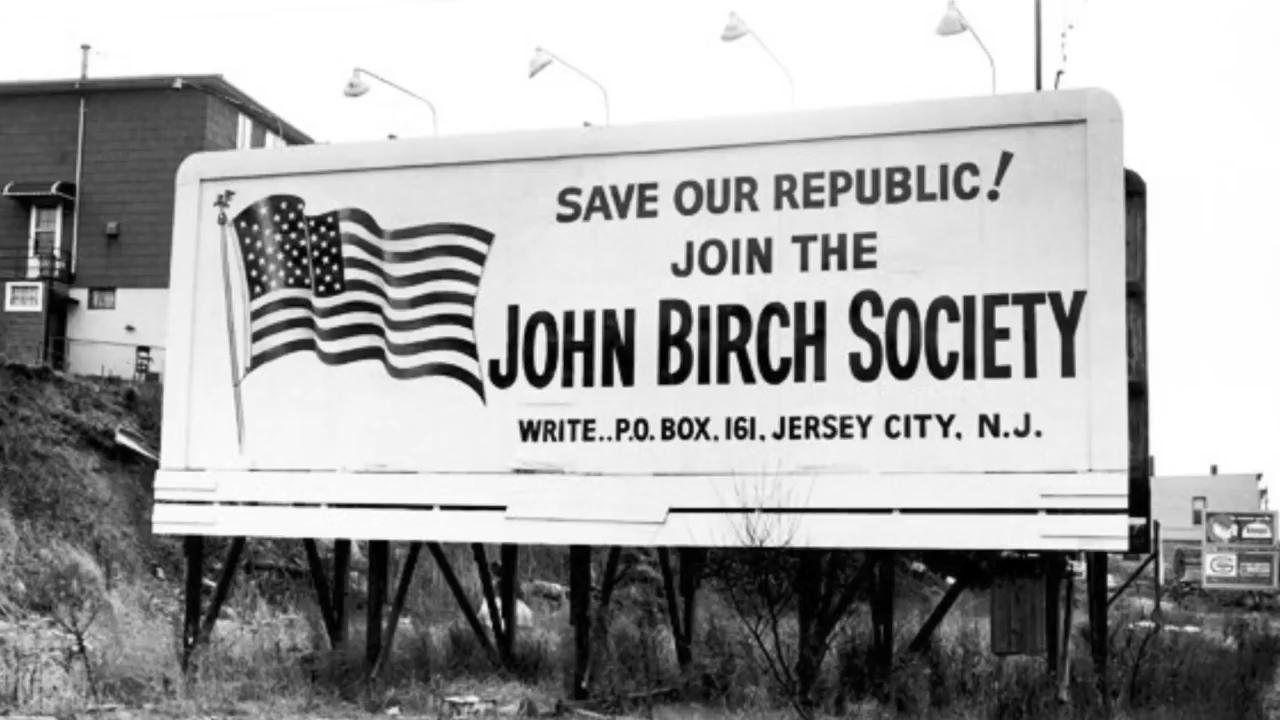 SAVE OUR REPUBLIC!
JOIN THE
JOHN BIRCH SOCIETY
WRITE..P.O. BOX. 161. JERSEY CITY. N.J.